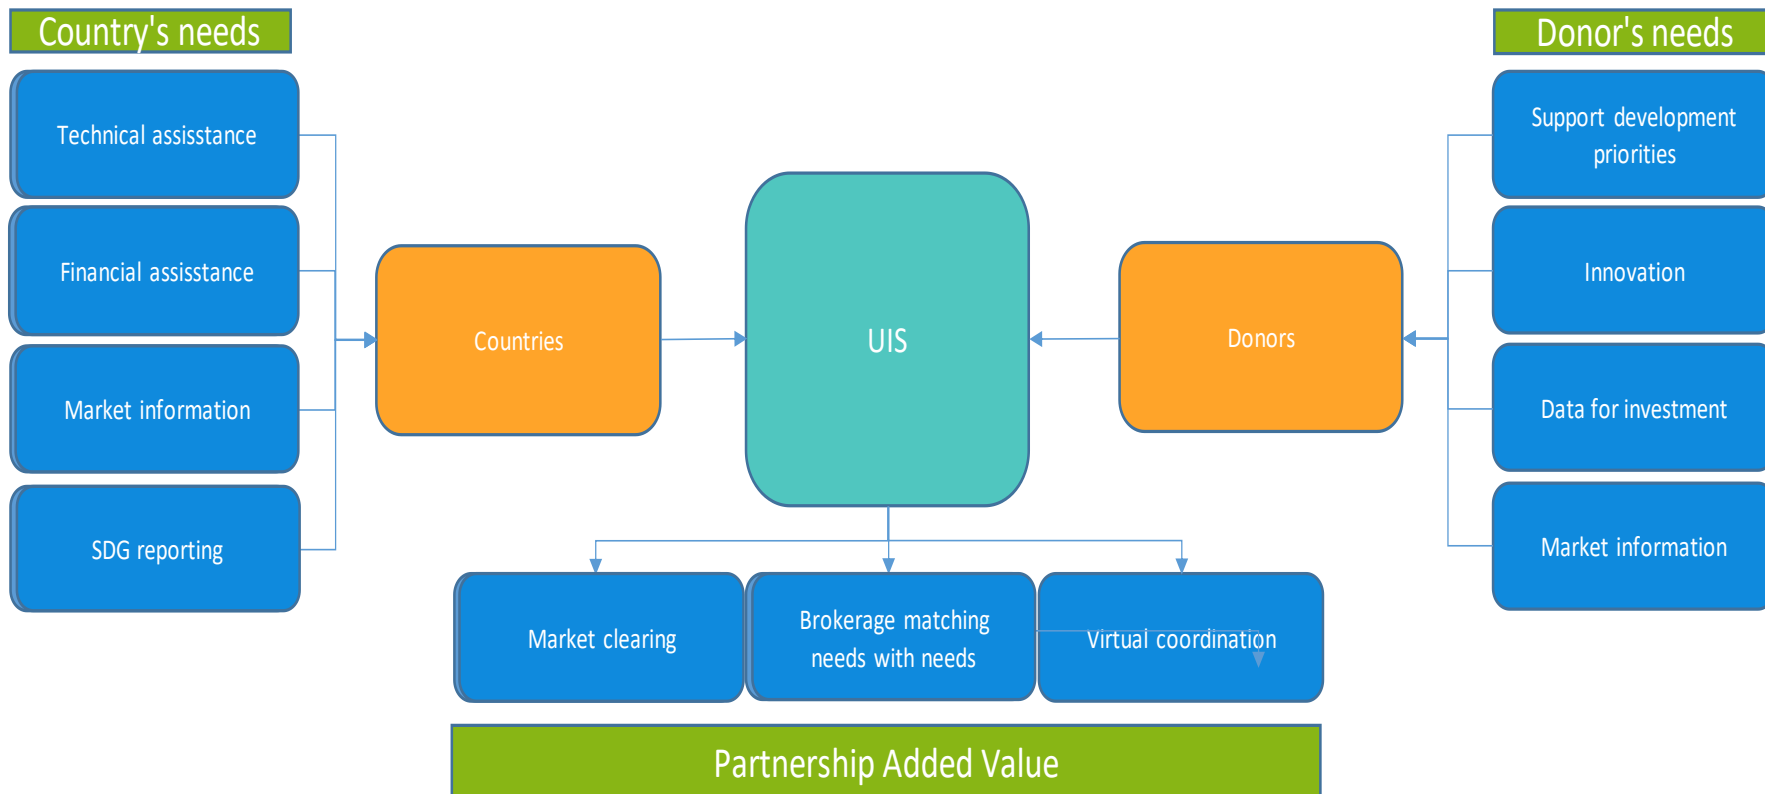 Country's needs
Donor's needs
Technical assisstance
Financial assisstance
Market information
SDG reporting
Countries
UIS
Donors
Support development
priorities
Innovation
Data for investment
Market information
Market clearing
Brokerage matching
needs with needs
Virtual coordination
Partnership Added Value